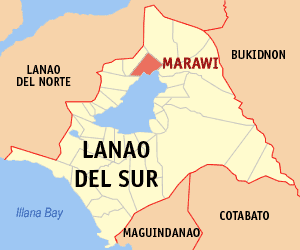 MARAWI
BUKIDNON
LANAO
DEL NORTE
LANAO
DEL SUR
Illana Bay
MAGUINDANAO
COTABATO